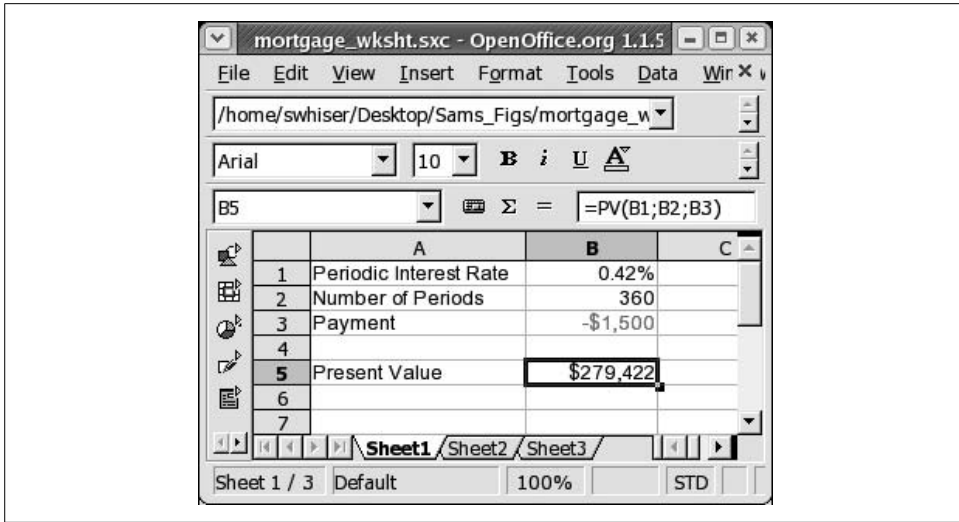 mortgage_wksht.sxc - OpenOffice.org 1.1.5
File Edit View Insert Format Tools Data Win
/home/swhiser/Desktop/Sams_Figs/mortgage_w
Arial 10 B i U A
B5 Σ = =PV(B1;B2;B3)
A B C
1 Periodic Interest Rate 0.42%
2 Number of Periods 360
3 Payment -$1,500
4
5 Present Value $279,422
6
7
Sheet1 Sheet2 Sheet3
Sheet 1 / 3 Default 100% STD